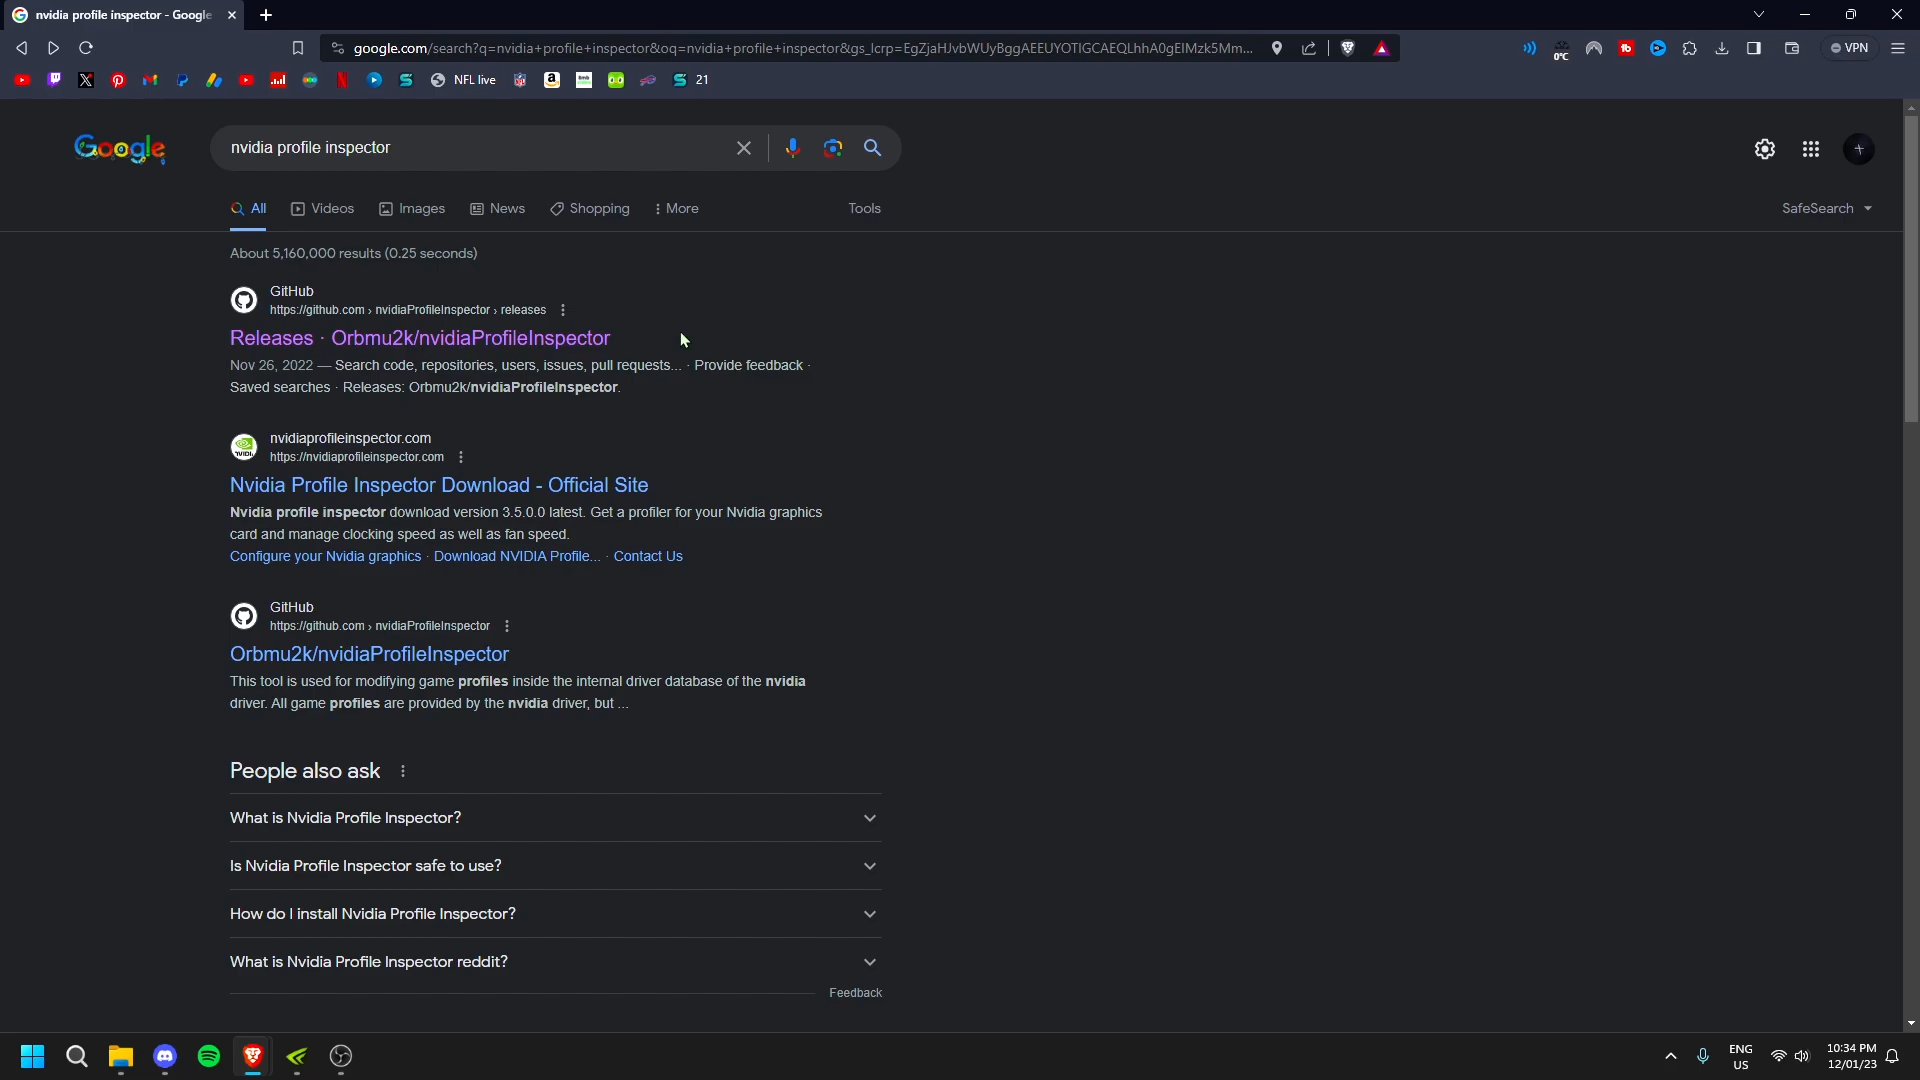 nvidia profile inspector - Google
google.com/search?q=nvidia+profile+inspector&oq=nvidia+profile+inspector&gs_lcrp=EgZjaHJvbWUyBggAEEUYOTIGCAEQLhhA0gEIMzk5Mm...
0°C
VPN
NFL live
21
Google
nvidia profile inspector
All
Videos
Images
News
Shopping
More
Tools
SafeSearch
About 5,160,000 results (0.25 seconds)
GitHub
https://github.com › nvidiaProfileInspector › releases
Releases · Orbmu2k/nvidiaProfileInspector
Nov 26, 2022 — Search code, repositories, users, issues, pull requests... · Provide feedback ·
Saved searches · Releases: Orbmu2k/nvidiaProfileInspector.
nvidiaprofileinspector.com
https://nvidiaprofileinspector.com
Nvidia Profile Inspector Download - Official Site
Nvidia profile inspector download version 3.5.0.0 latest. Get a profiler for your Nvidia graphics
card and manage clocking speed as well as fan speed.
Configure your Nvidia graphics · Download NVIDIA Profile... · Contact Us
GitHub
https://github.com › nvidiaProfileInspector
Orbmu2k/nvidiaProfileInspector
This tool is used for modifying game profiles inside the internal driver database of the nvidia
driver. All game profiles are provided by the nvidia driver, but ...
People also ask
What is Nvidia Profile Inspector?
Is Nvidia Profile Inspector safe to use?
How do I install Nvidia Profile Inspector?
What is Nvidia Profile Inspector reddit?
Feedback
ENG
US
10:34 PM
12/01/23